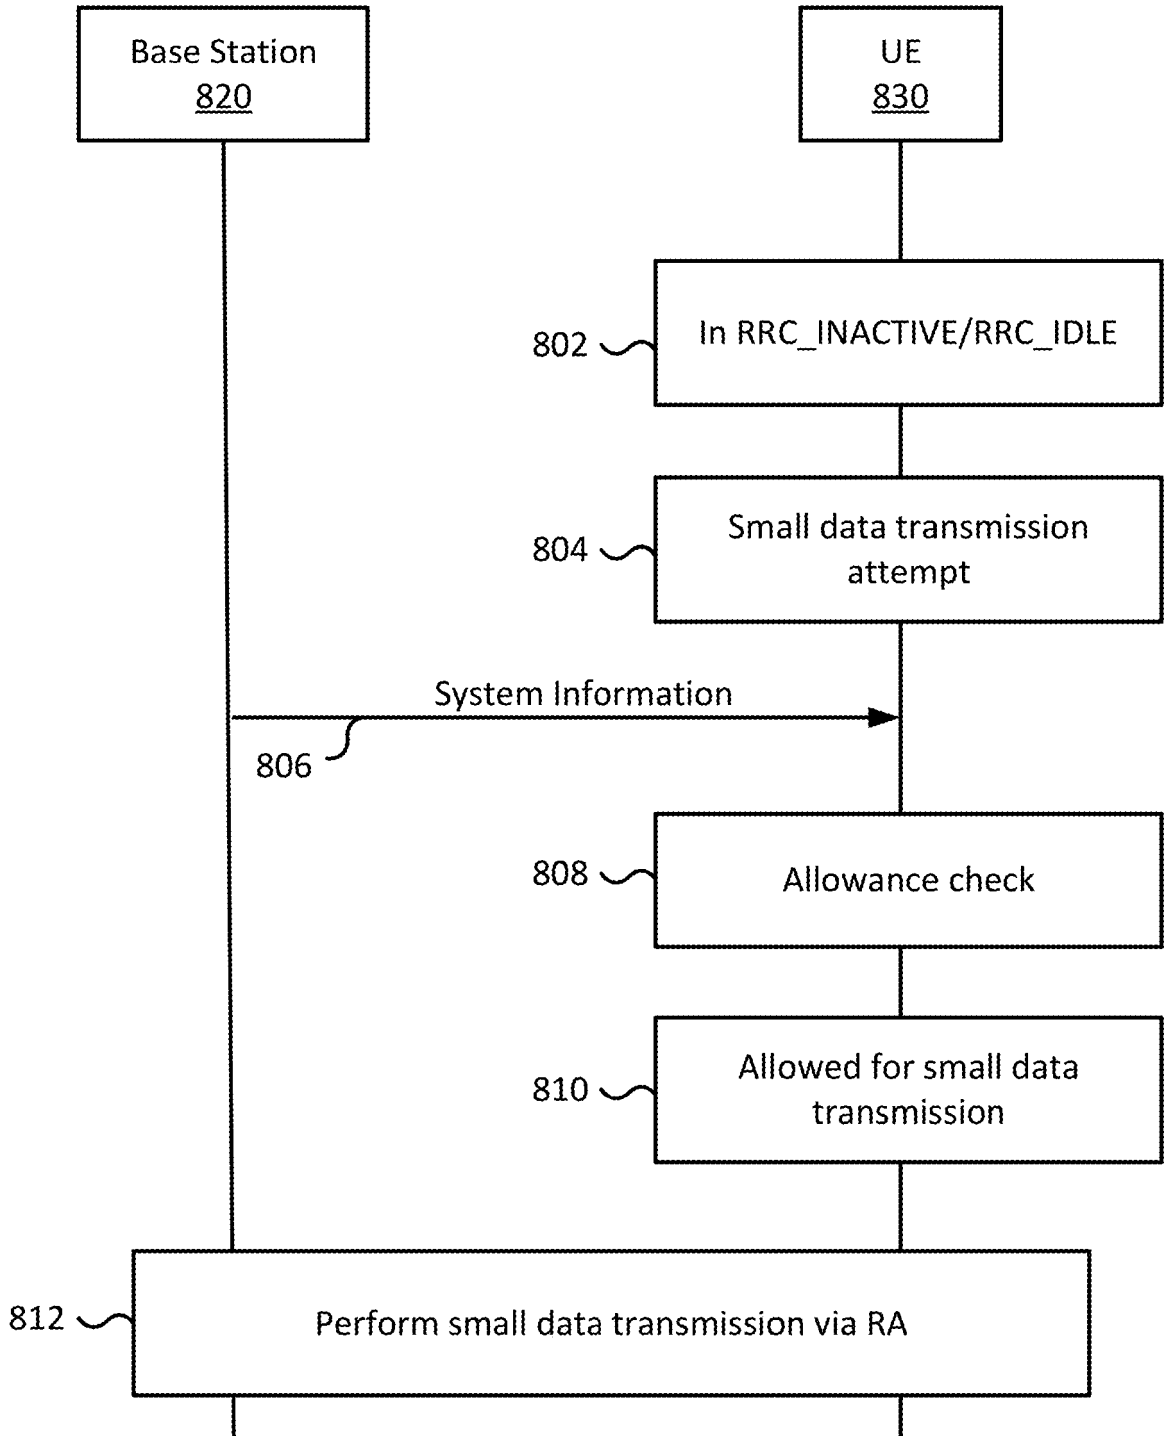 Base Station
820
UE
830
802
In RRC_INACTIVE/RRC_IDLE
804
Small data transmission
attempt
System Information
806
808
Allowance check
810
Allowed for small data
transmission
812
Perform small data transmission via RA